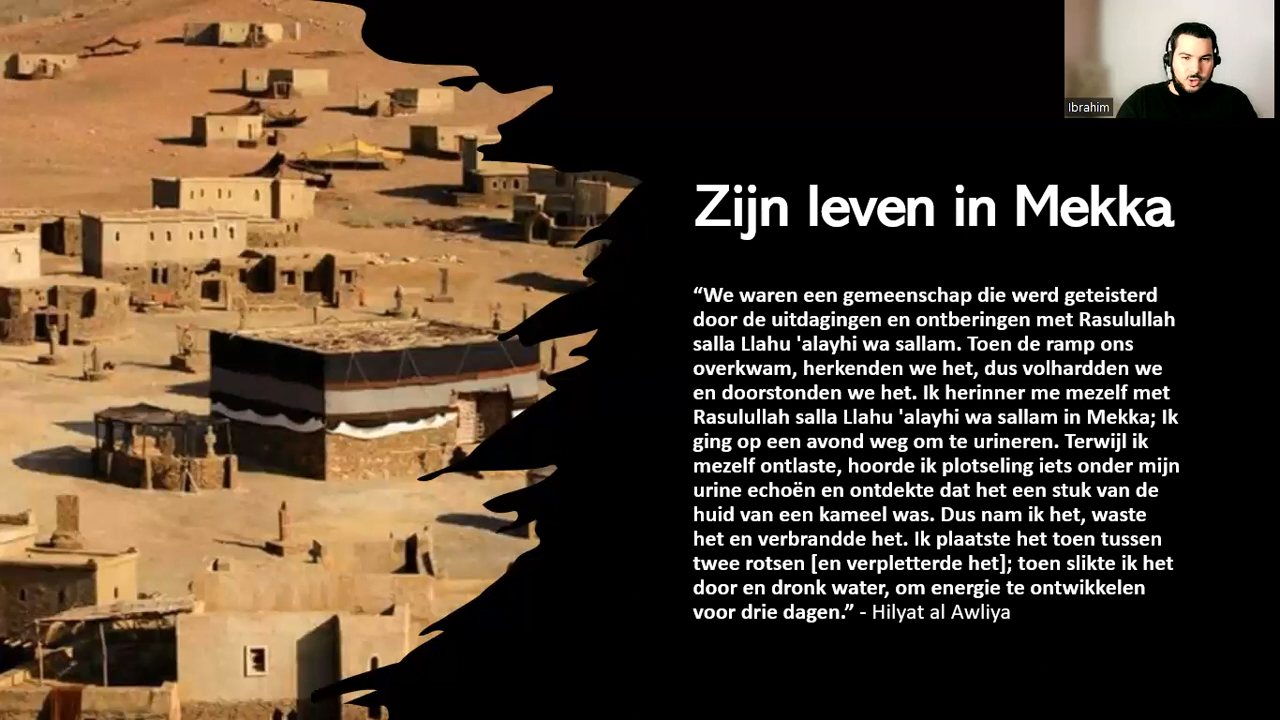 Ibrahim
Zijn leven in Mekka
“We waren een gemeenschap die werd geteisterd
door de uitdagingen en ontberingen met Rasulullah
salla Llahu 'alayhi wa sallam. Toen de ramp ons
overkwam, herkenden we het, dus volhardden we
en doorstonden we het. Ik herinner me mezelf met
Rasulullah salla Llahu 'alayhi wa sallam in Mekka; Ik
ging op een avond weg om te urineren. Terwijl ik
mezelf ontlaste, hoorde ik plotseling iets onder mijn
urine echoën en ontdekte dat het een stuk van de
huid van een kameel was. Dus nam ik het, waste
het en verbrandde het. Ik plaatste het toen tussen
twee rotsen [en verpletterde het]; toen slikte ik het
door en dronk water, om energie te ontwikkelen
voor drie dagen.” - Hilyat al Awliya